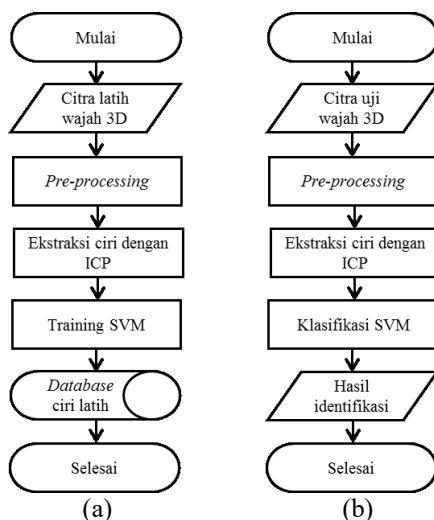 Mulai
Citra latih
wajah 3D
Pre-processing
Ekstraksi ciri dengan
ICP
Training SVM
Database
ciri latih
Selesai
(a)
Mulai
Citra uji
wajah 3D
Pre-processing
Ekstraksi ciri dengan
ICP
Klasifikasi SVM
Hasil
identifikasi
Selesai
(b)